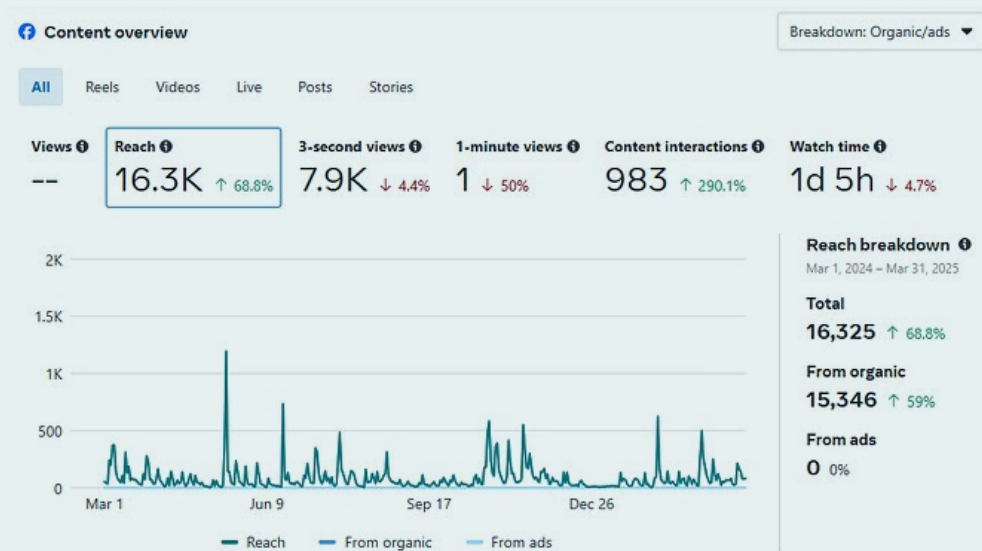 Content overview
Breakdown: Organic/ads
All Reels Videos Live Posts Stories
Views Reach 3-second views 1-minute views Content interactions Watch time
-- 16.3K ↑ 68.8% 7.9K ↓ 4.4% 1 ↓ 50% 983 ↑ 290.1% 1d 5h ↓ 4.7%
2K
1.5K
1K
500
0
Mar 1 Jun 9 Sep 17 Dec 26
Reach From organic From ads
Reach breakdown
Mar 1, 2024 – Mar 31, 2025
Total
16,325 ↑ 68.8%
From organic
15,346 ↑ 59%
From ads
0 0%